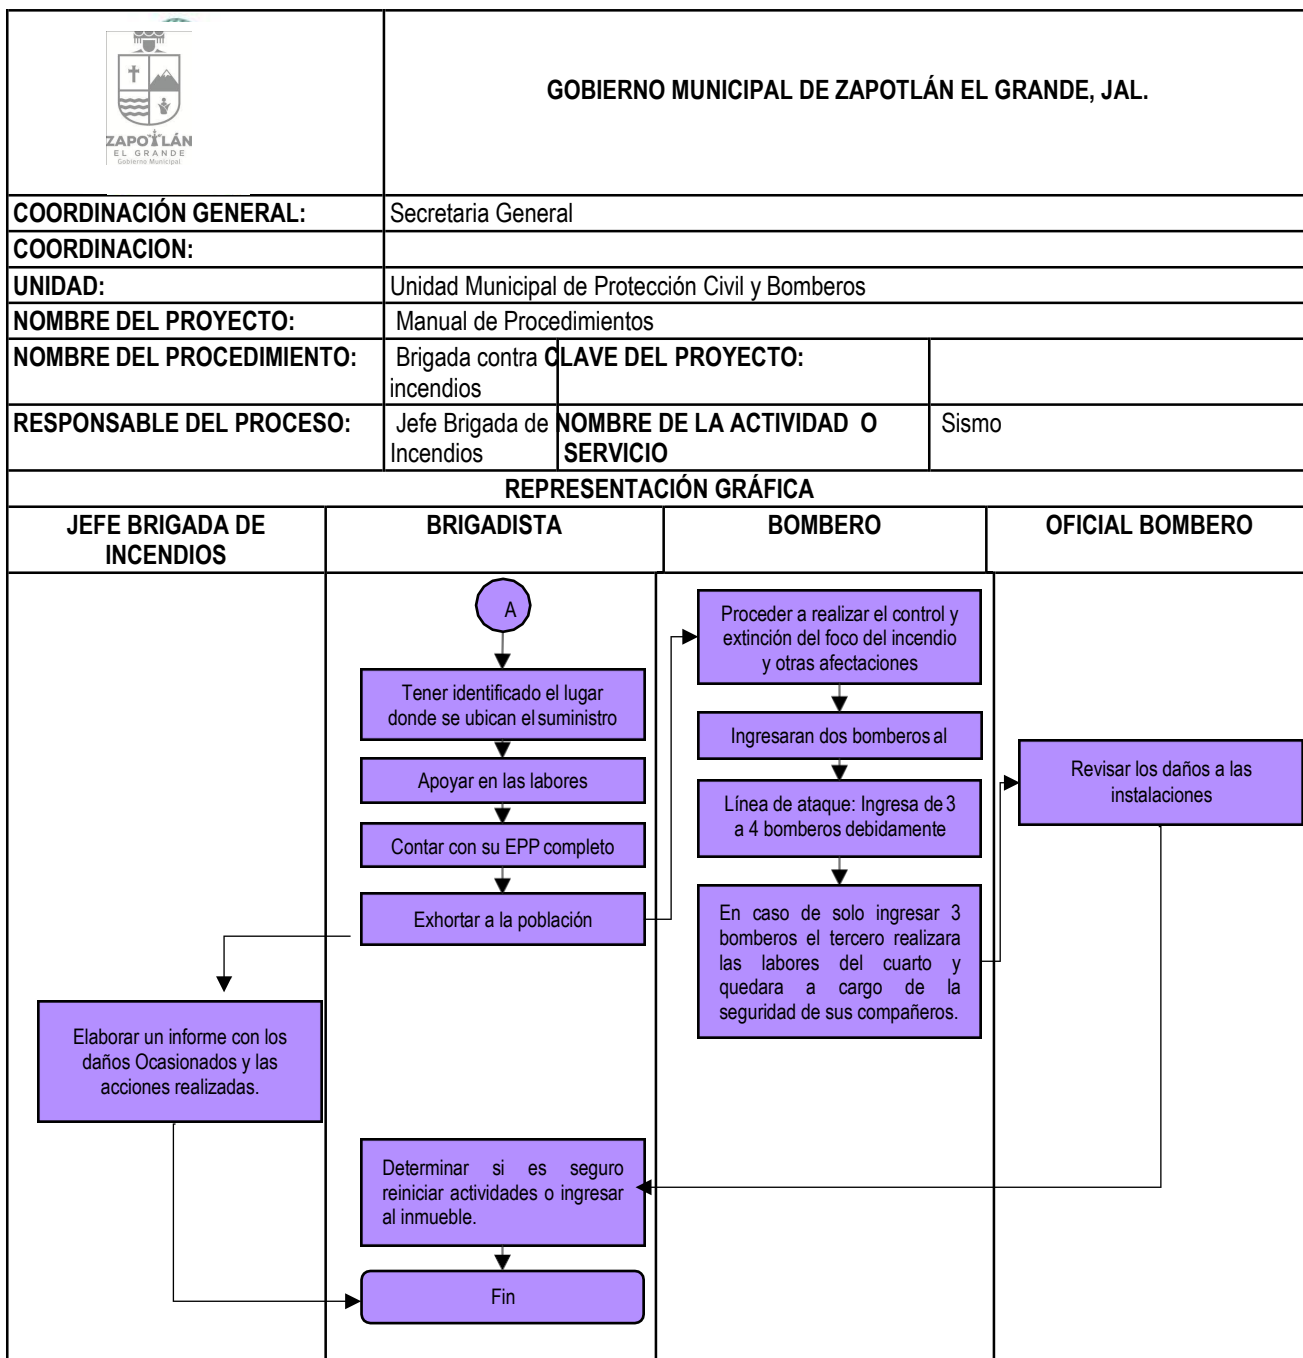 ZAPOTLÁN
EL GRANDE
Gobierno Municipal
GOBIERNO MUNICIPAL DE ZAPOTLÁN EL GRANDE, JAL.
COORDINACIÓN GENERAL:
Secretaria General
COORDINACION:
UNIDAD:
Unidad Municipal de Protección Civil y Bomberos
NOMBRE DEL PROYECTO:
Manual de Procedimientos
NOMBRE DEL PROCEDIMIENTO:
Brigada contra
incendios
CLAVE DEL PROYECTO:
RESPONSABLE DEL PROCESO:
Jefe Brigada de
Incendios
NOMBRE DE LA ACTIVIDAD O
SERVICIO
Sismo
REPRESENTACIÓN GRÁFICA
JEFE BRIGADA DE
INCENDIOS
BRIGADISTA
BOMBERO
OFICIAL BOMBERO
A
Tener identificado el lugar
donde se ubican el suministro
Apoyar en las labores
Contar con su EPP completo
Exhortar a la población
Proceder a realizar el control y
extinción del foco del incendio
y otras afectaciones
Ingresaran dos bomberos al
Línea de ataque: Ingresa de 3
a 4 bomberos debidamente
En caso de solo ingresar 3
bomberos el tercero realizara
las labores del cuarto y
quedara a cargo de la
seguridad de sus compañeros.
Revisar los daños a las
instalaciones
Elaborar un informe con los
daños Ocasionados y las
acciones realizadas.
Determinar si es seguro
reiniciar actividades o ingresar
al inmueble.
Fin